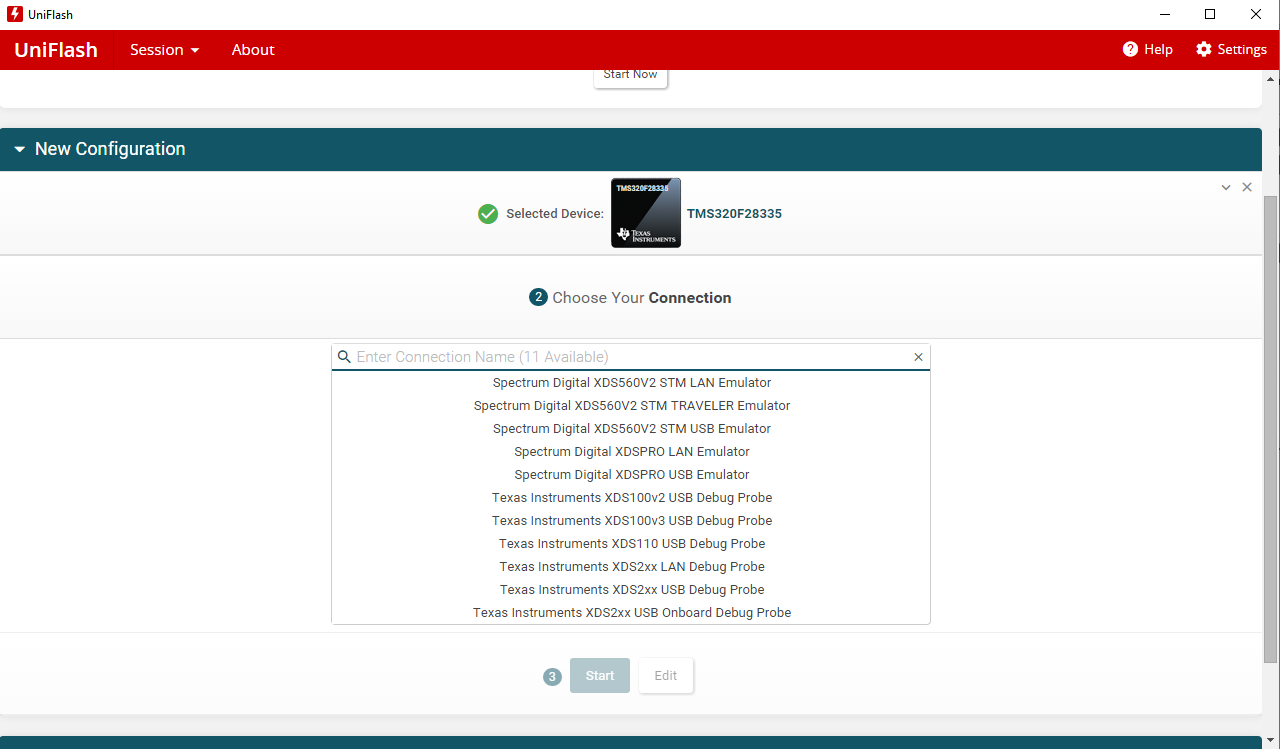 UniFlash
UniFlash Session About Help Settings
Start Now
New Configuration
Selected Device: TMS320F28335 TEXAS INSTRUMENTS TMS320F28335
2 Choose Your Connection
Enter Connection Name (11 Available)
Spectrum Digital XDS560V2 STM LAN Emulator
Spectrum Digital XDS560V2 STM TRAVELER Emulator
Spectrum Digital XDS560V2 STM USB Emulator
Spectrum Digital XDSPRO LAN Emulator
Spectrum Digital XDSPRO USB Emulator
Texas Instruments XDS100v2 USB Debug Probe
Texas Instruments XDS100v3 USB Debug Probe
Texas Instruments XDS110 USB Debug Probe
Texas Instruments XDS2xx LAN Debug Probe
Texas Instruments XDS2xx USB Debug Probe
Texas Instruments XDS2xx USB Onboard Debug Probe
3 Start Edit